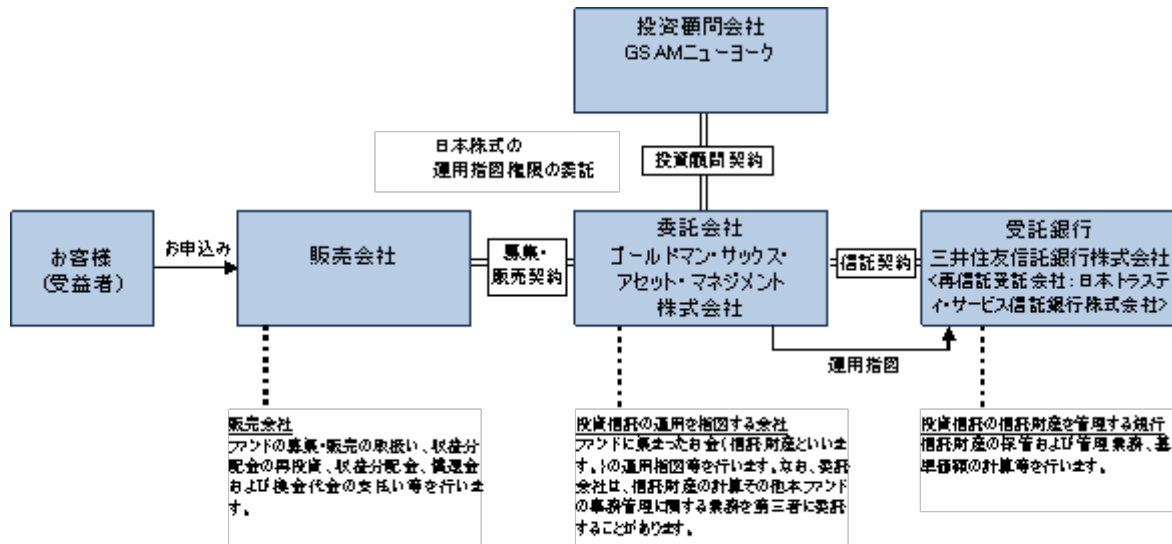 投資顧問会社
GSAMニューヨーク
日本株式の
運用指図権限の委託
投資顧問契約
お客様
(受益者)
お申込み
販売会社
募集・
販売契約
委託会社
ゴールドマン・サックス・
アセット・マネジメント
株式会社
信託契約
受託銀行
三井住友信託銀行株式会社
<再信託受託会社：日本トラステ
ィ・サービス信託銀行株式会社>
運用指図
販売会社
ファンドの募集・販売の取扱い、収益分
配金の再投資、収益分配金、償還金
および換金代金の支払い等を行いま
す。
投資信託の運用を指図する会社
ファンドに集まったお金(信託財産といいま
す。)の運用指図等を行います。なお、委託
会社は、信託財産の計算その他本ファンド
の事務管理に関する業務を第三者に委託
することがあります。
投資信託の信託財産を管理する銀行
信託財産の保管および管理業務、基
準価額の計算等を行います。